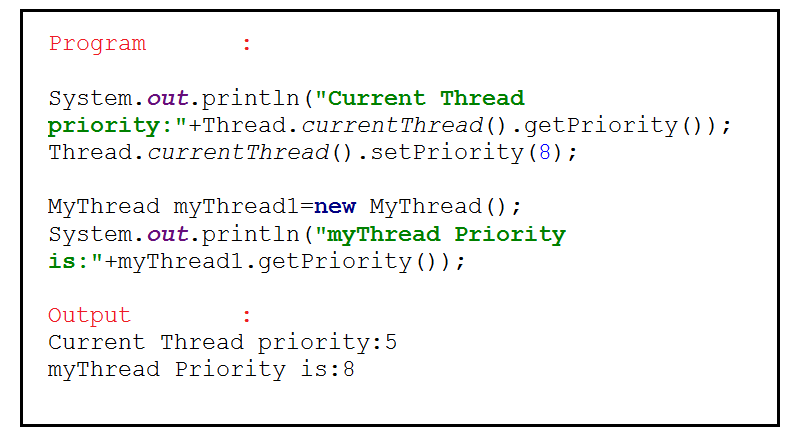 Program       :
System.out.println("Current Thread
priority:"+Thread.currentThread().getPriority());
Thread.currentThread().setPriority(8);
MyThread myThread1=new MyThread();
System.out.println("myThread Priority
is:"+myThread1.getPriority());
Output        :
Current Thread priority:5
myThread Priority is:8